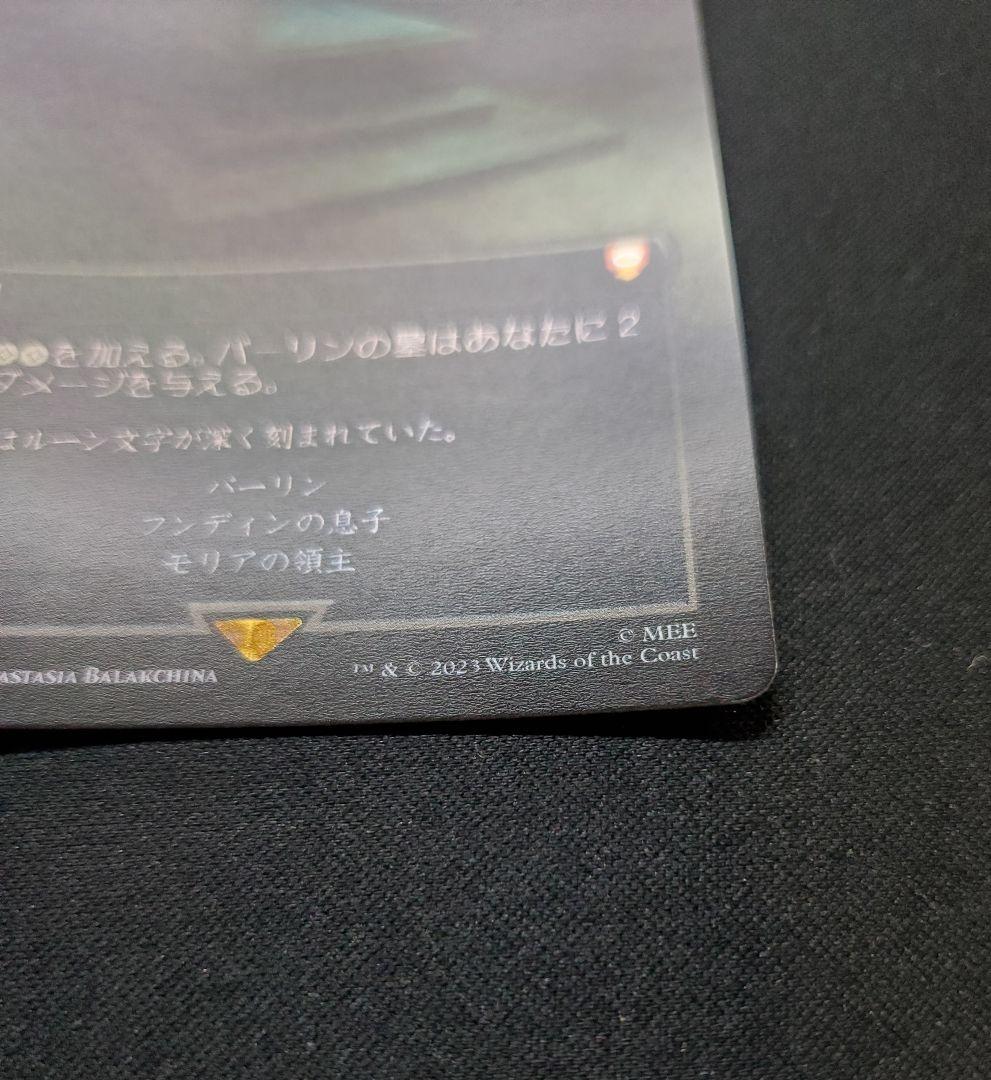 を加える。バーリンの墓はあなたに2
ダメージを与える。
はルーン文字が深く刻まれていた。
バーリン
フンディンの息子
モリアの領主
© MEE
ASTASIA BALAKCHINA ™ & © 2023 Wizards of the Coast